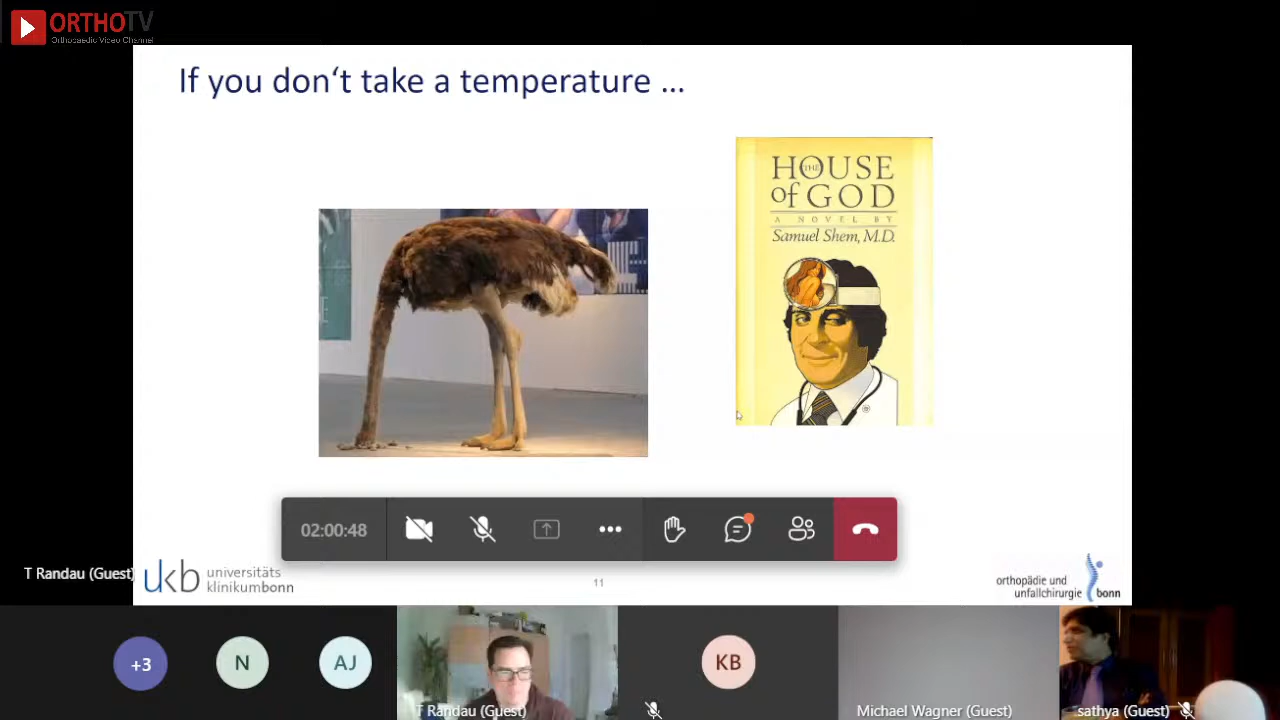 ORTHOTV
Orthopaedic Video Channel
If you don‘t take a temperature ...
THE
HOUSE
of GOD
A NOVEL BY
Samuel Shem, M.D.
02:00:48
T Randau (Guest)
ukb universitäts
klinikumbonn
11
orthopädie und
unfallchirurgie bonn
+3
N
AJ
KB
T Randau (Guest)
Michael Wagner (Guest)
sathya (Guest)